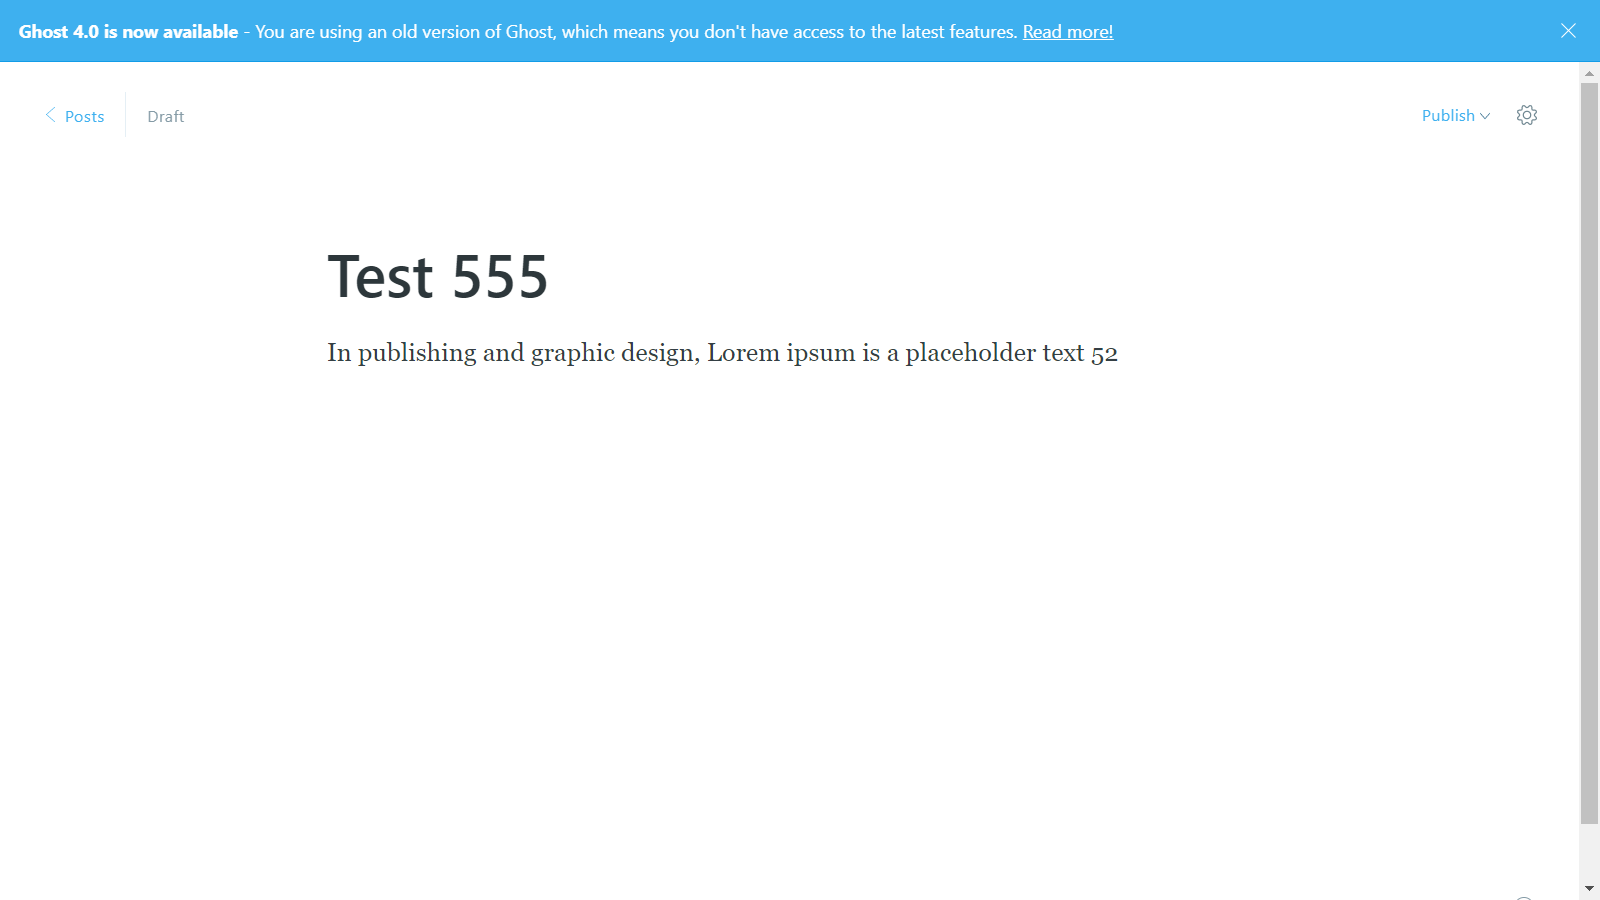 Ghost 4.0 is now available - You are using an old version of Ghost, which means you don't have access to the latest features. Read more!
Posts
Draft
Publish
Test 555
In publishing and graphic design, Lorem ipsum is a placeholder text 52